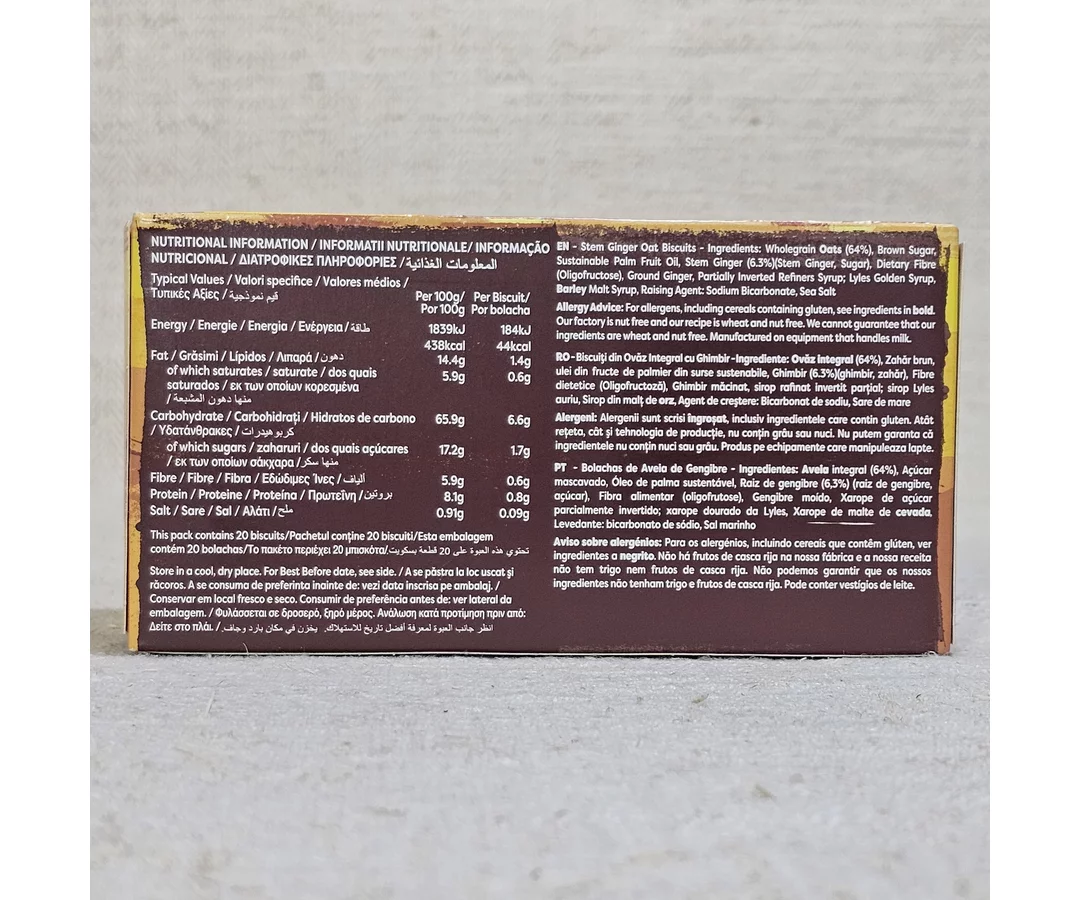 NUTRITIONAL INFORMATION / INFORMATII NUTRITIONALE/ INFORMAÇÃO
NUTRICIONAL / ΔΙΑΤΡΟΦΙΚΕΣ ΠΛΗΡΟΦΟΡΙΕΣ / المعلومات الغذائية
Typical Values / Valori specifice / Valores médios /
Τυπικές Αξίες / قيم نموذجية
Per 100g/ Per Biscuit/
Por 100g Por bolacha
Energy / Energie / Energia / Ενέργεια / طاقة 1839kJ 184kJ
438kcal 44kcal
Fat / Grăsimi / Lípidos / Λιπαρά / دهون 14.4g 1.4g
of which saturates / saturate / dos quais 5.9g 0.6g
saturados / εκ των οποίων κορεσμένα
/ منها دهون المشبعة
Carbohydrate / Carbohidrați / Hidratos de carbono 65.9g 6.6g
/ Υδατάνθρακες / كربوهيدرات
of which sugars / zaharuri / dos quais açúcares 17.2g 1.7g
/ εκ των οποίων σάκχαρα / منها سكر
Fibre / Fibre / Fibra / Εδώδιμες Ίνες / ألياف 5.9g 0.6g
Protein / Proteine / Proteína / Πρωτεΐνη / بروتين 8.1g 0.8g
Salt / Sare / Sal / Αλάτι / ملح 0.91g 0.09g
This pack contains 20 biscuits/Pachetul conține 20 biscuiti/Esta embalagem
contém 20 bolachas/Το πακέτο περιέχει 20 μπισκότα/. تحتوي هذه العبوة على 20 قطعة بسكويت
Store in a cool, dry place. For Best Before date, see side. / A se păstra la loc uscat și
răcoros. A se consuma de preferinta inainte de: vezi data inscrisa pe ambalaj. /
Conservar em local fresco e seco. Consumir de preferência antes de: ver lateral da
embalagem. / Φυλάσσεται σε δροσερό, ξηρό μέρος. Ανάλωση κατά προτίμηση πριν από:
Δείτε στο πλάι. / انظر جانب العبوة لمعرفة أفضل تاريخ للاستهلاك. يخزن في مكان بارد وجاف.
EN - Stem Ginger Oat Biscuits - Ingredients: Wholegrain Oats (64%), Brown Sugar,
Sustainable Palm Fruit Oil, Stem Ginger (6.3%)(Stem Ginger, Sugar), Dietary Fibre
(Oligofructose), Ground Ginger, Partially Inverted Refiners Syrup; Lyles Golden Syrup,
Barley Malt Syrup, Raising Agent: Sodium Bicarbonate, Sea Salt
Allergy Advice: For allergens, including cereals containing gluten, see ingredients in bold.
Our factory is nut free and our recipe is wheat and nut free. We cannot guarantee that our
ingredients are wheat and nut free. Manufactured on equipment that handles milk.
RO - Biscuiți din Ovăz Integral cu Ghimbir - Ingrediente: Ovăz integral (64%), Zahăr brun,
ulei din fructe de palmier din surse sustenabile, Ghimbir (6.3%)(ghimbir, zahăr), Fibre
dietetice (Oligofructoză), Ghimbir măcinat, sirop rafinat invertit parțial; sirop Lyles
auriu, Sirop din malț de orz, Agent de creștere: Bicarbonat de sodiu, Sare de mare
Alergeni: Alergenii sunt scrisi îngroșat, inclusiv ingredientele care contin gluten. Atât
rețeta, cât și tehnologia de producție, nu conțin grâu sau nuci. Nu putem garanta că
ingredientele nu conțin nuci sau grâu. Produs pe echipamente care manipuleaza lapte.
PT - Bolachas de Aveia de Gengibre - Ingredientes: Aveia integral (64%), Açúcar
mascavado, Óleo de palma sustentável, Raiz de gengibre (6,3%) (raiz de gengibre,
açúcar), Fibra alimentar (oligofrutose), Gengibre moído, Xarope de açúcar
parcialmente invertido; xarope dourado da Lyles, Xarope de malte de cevada,
Levedante: bicarbonato de sódio, Sal marinho
Aviso sobre alergénios: Para os alergénios, incluindo cereais que contêm glúten, ver
ingredientes a negrito. Não há frutos de casca rija na nossa fábrica e a nossa receita
não tem trigo nem frutos de casca rija. Não podemos garantir que os nossos
ingredientes não tenham trigo e frutos de casca rija. Pode conter vestígios de leite.